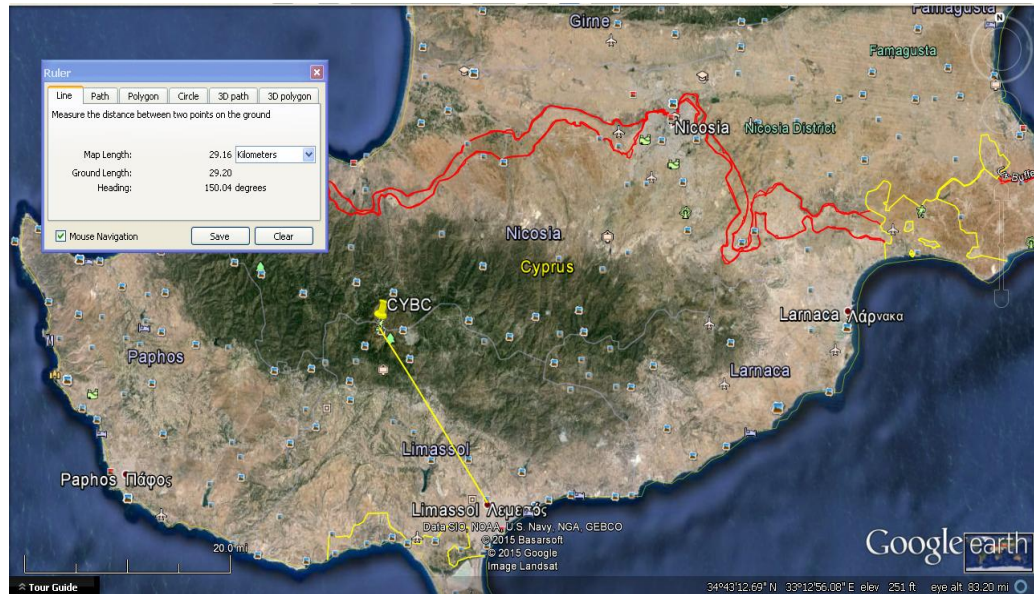 Girne
Famagusta
N
Famagusta
Ruler
Line Path Polygon Circle 3D path 3D polygon
Measure the distance between two points on the ground
Map Length: 29.16 Kilometers
Ground Length: 29.20
Heading: 150.04 degrees
Mouse Navigation Save Clear
Nicosia Nicosia District
Nicosia
Cyprus
CYBC
Larnaca Λάρνακα
Paphos
Larnaca
Limassol
Paphos Πάφος
Limassol Λεμεσός
Data SIO, NOAA, U.S. Navy, NGA, GEBCO
© 2015 Basarsoft
© 2015 Google
Image Landsat
Google earth
20.0 mi
Tour Guide
34°43'12.69" N 33°12'56.08" E elev 251 ft eye alt 83.20 mi